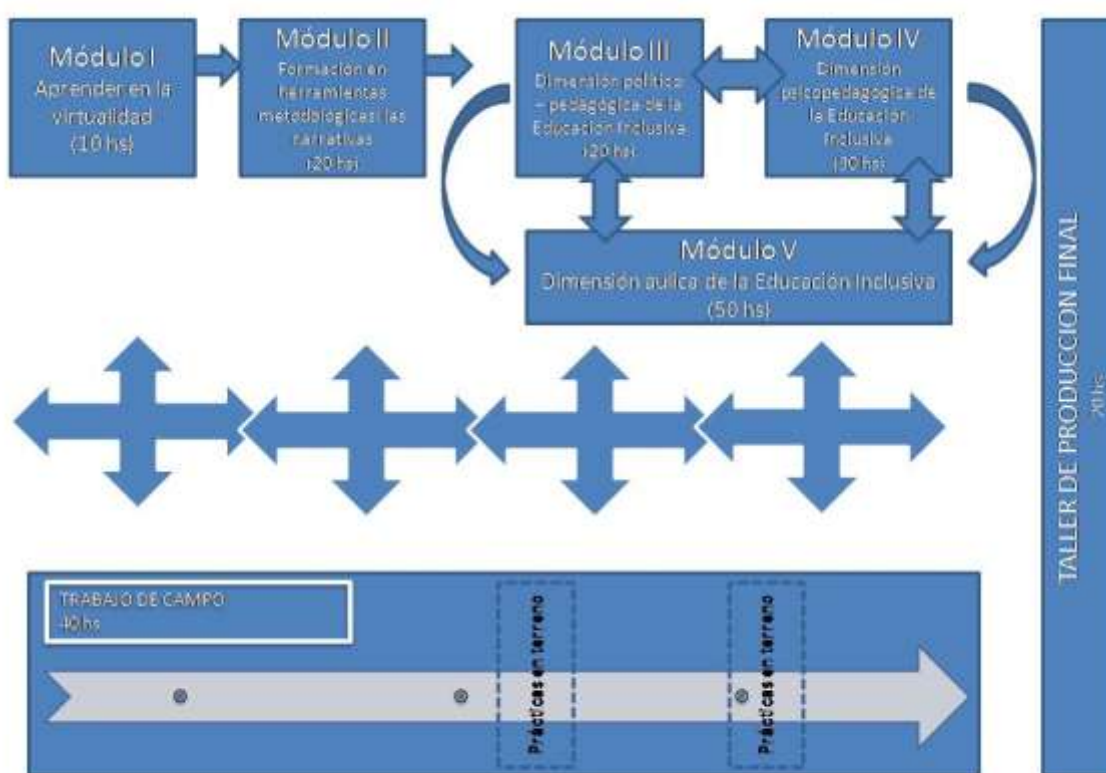 Módulo I
Aprender en la
virtualidad
(10 hs)
Módulo II
Formación en
herramientas
metodológicas: las
narrativas
(20 hs)
Módulo III
Dimensión político
– pedagógica de la
Educación Inclusiva
(20 hs)
Módulo IV
Dimensión
psicopedagógica de
la Educación
Inclusiva
(30 hs)
Módulo V
Dimensión aulica de la Educación Inclusiva
(50 hs)
TALLER DE PRODUCCION FINAL
20 hs
TRABAJO DE CAMPO
40 hs
Prácticas en terreno
Prácticas en terreno